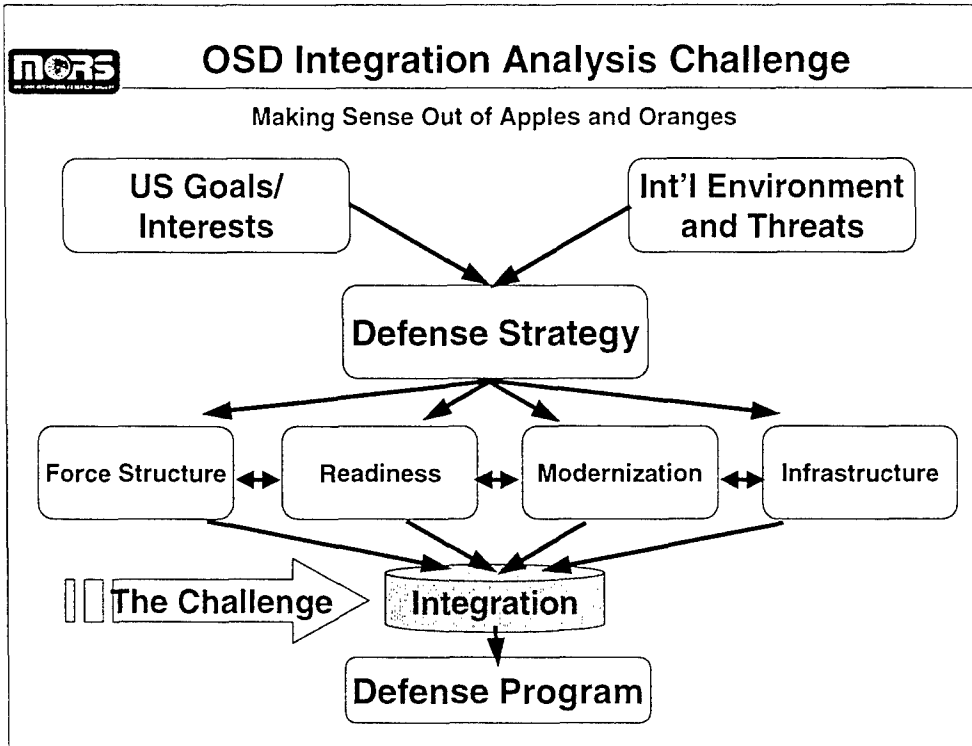 MORS
OSD Integration Analysis Challenge
Making Sense Out of Apples and Oranges
US Goals/
Interests
Int'l Environment
and Threats
Defense Strategy
Force Structure
Readiness
Modernization
Infrastructure
The Challenge
Integration
Defense Program